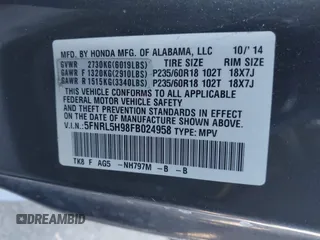 MFD. BY HONDA MFG. OF ALABAMA, LLC 10/'14
GVWR 2730KG(6019LBS) TIRE SIZE RIM SIZE
GAWR F 1320KG(2910LBS) P235/60R18 102T 18X7J
GAWR R 1515KG(3340LBS) P235/60R18 102T 18X7J
THIS VEHICLE CONFORMS TO ALL APPLICABLE
FEDERAL MOTOR VEHICLE SAFETY AND THEFT
PREVENTION STANDARDS IN EFFECT ON THE
DATE OF MANUFACTURE SHOWN ABOVE.
V.I.N.: 5FNRL5H98FB024958 TYPE: MPV
TK8 F AG5 -NH797M -B -B
DREAMBID